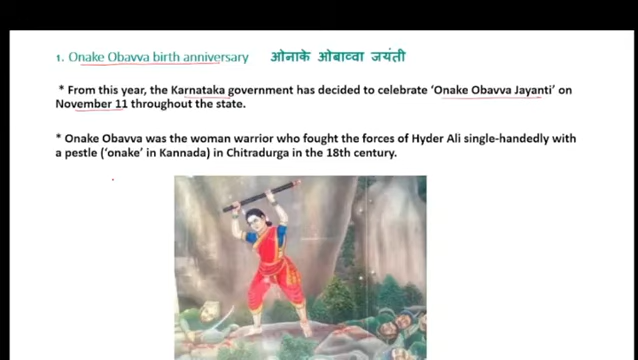 1. Onake Obavva birth anniversary ओनाके ओबाव्वा जयंती
* From this year, the Karnataka government has decided to celebrate ‘Onake Obavva Jayanti’ on
November 11 throughout the state.
* Onake Obavva was the woman warrior who fought the forces of Hyder Ali single-handedly with
a pestle (‘onake’ in Kannada) in Chitradurga in the 18th century.